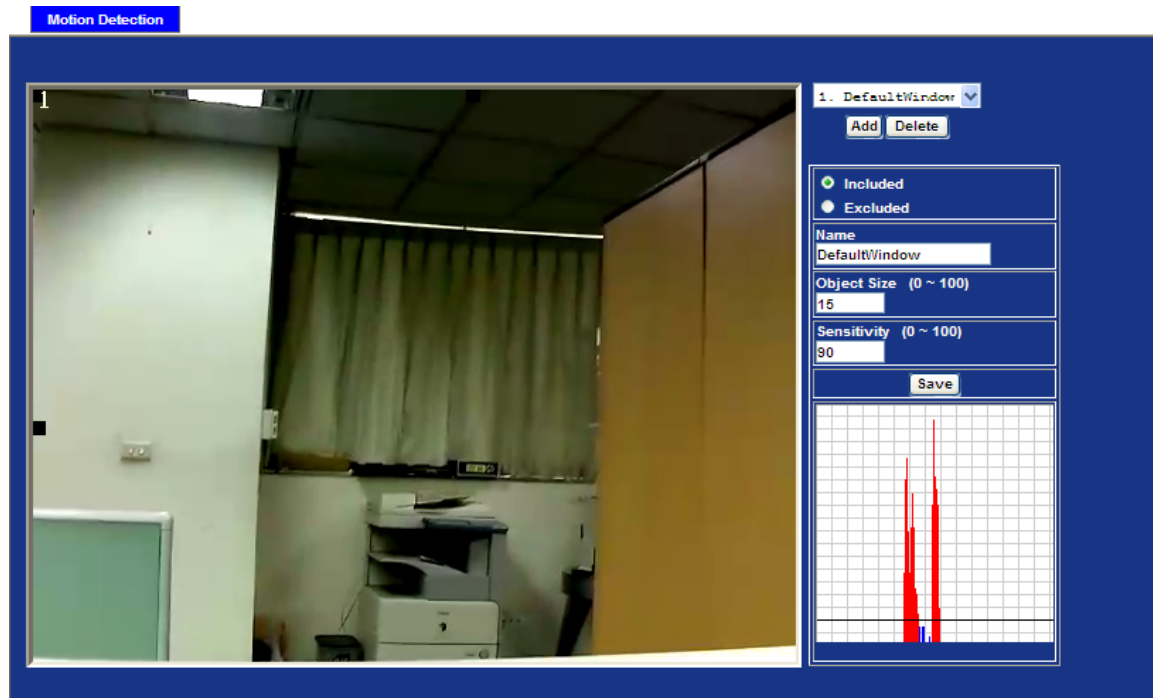 Motion Detection
1
1. DefaultWindow
Add Delete
Included
Excluded
Name
DefaultWindow
Object Size (0 ~ 100)
15
Sensitivity (0 ~ 100)
90
Save